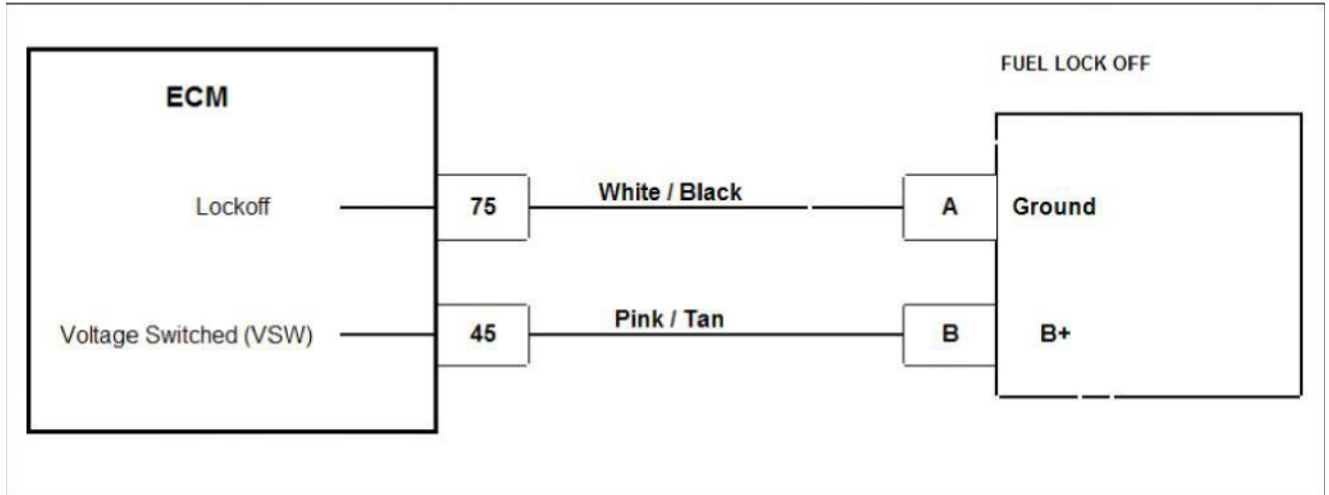 FUEL LOCK OFF
ECM
Lockoff
75
White / Black
A
Ground
Voltage Switched (VSW)
45
Pink / Tan
B
B+